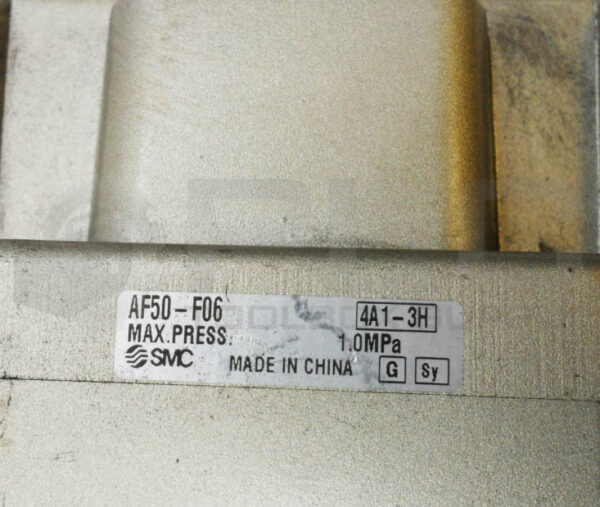 AF50-F06 4A1-3H
MAX.PRESS. 1.0MPa
SMC MADE IN CHINA G Sy